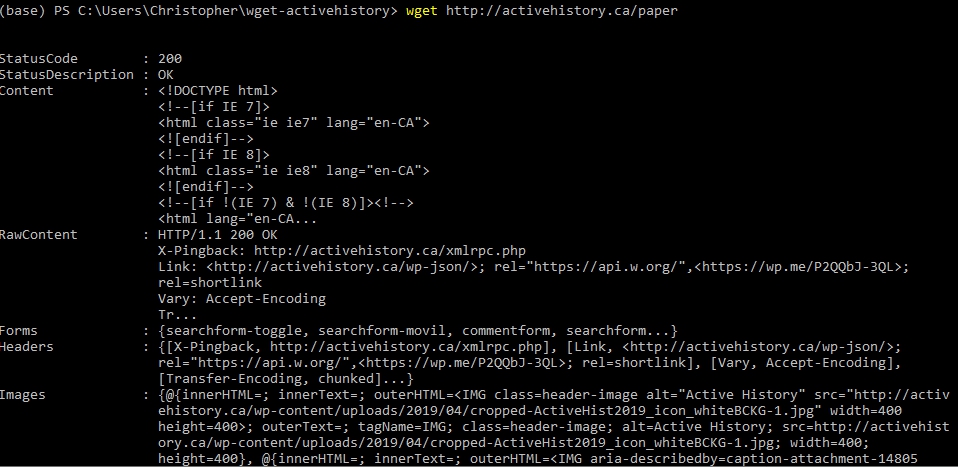 (base) PS C:\Users\Christopher\wget-activehistory> wget http://activehistory.ca/paper
StatusCode : 200
StatusDescription : OK
Content : <!DOCTYPE html>
<!--[if IE 7]>
<html class="ie ie7" lang="en-CA">
<![endif]-->
<!--[if IE 8]>
<html class="ie ie8" lang="en-CA">
<![endif]-->
<!--[if !(IE 7) & !(IE 8)]><!-->
<html lang="en-CA...
RawContent : HTTP/1.1 200 OK
X-Pingback: http://activehistory.ca/xmlrpc.php
Link: <http://activehistory.ca/wp-json/>; rel="https://api.w.org/",<https://wp.me/P2QQbJ-3QL>;
rel=shortlink
Vary: Accept-Encoding
Tr...
Forms : {searchform-toggle, searchform-movil, commentform, searchform...}
Headers : {[X-Pingback, http://activehistory.ca/xmlrpc.php], [Link, <http://activehistory.ca/wp-json/>;
rel="https://api.w.org/",<https://wp.me/P2QQbJ-3QL>; rel=shortlink], [Vary, Accept-Encoding],
[Transfer-Encoding, chunked]...}
Images : {@{innerHTML=; innerText=; outerHTML=<IMG class=header-image alt="Active History" src="http://activ
ehistory.ca/wp-content/uploads/2019/04/cropped-ActiveHist2019_icon_whiteBCKG-1.jpg" width=400
height=400>; outerText=; tagName=IMG; class=header-image; alt=Active History; src=http://activehist
ory.ca/wp-content/uploads/2019/04/cropped-ActiveHist2019_icon_whiteBCKG-1.jpg; width=400;
height=400}, @{innerHTML=; innerText=; outerHTML=<IMG aria-describedby=caption-attachment-14805